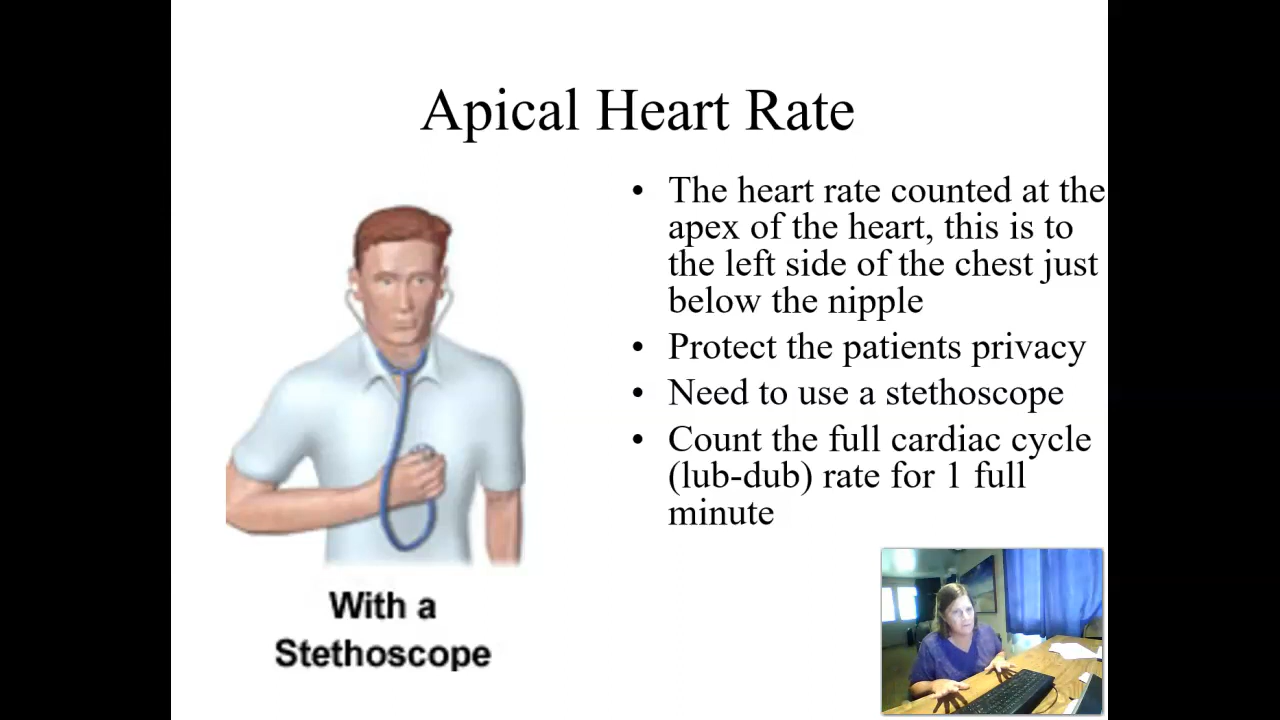 Apical Heart Rate
• The heart rate counted at the
apex of the heart, this is to
the left side of the chest just
below the nipple
• Protect the patients privacy
• Need to use a stethoscope
• Count the full cardiac cycle
(lub-dub) rate for 1 full
minute
With a
Stethoscope